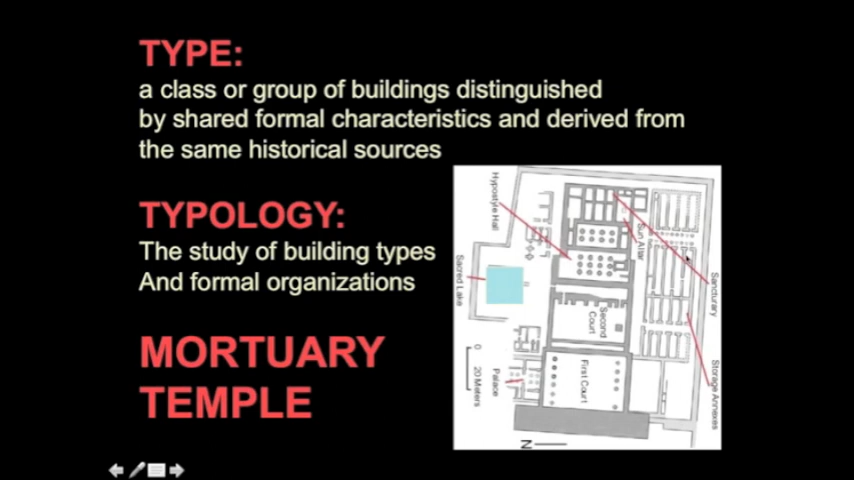 TYPE:
a class or group of buildings distinguished
by shared formal characteristics and derived from
the same historical sources
TYPOLOGY:
The study of building types
And formal organizations
MORTUARY
TEMPLE
Hypostyle Hall
Sun Altar
Sancturary
Sacred Lake
Second
Court
Storage Annexes
First Court
Palace
0
20 Meters
N